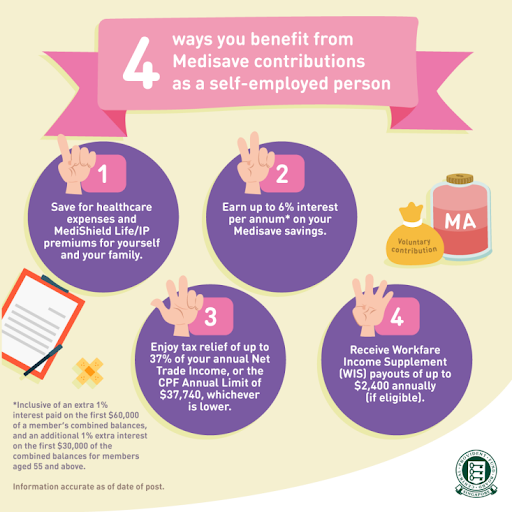 4
ways you benefit from
Medisave contributions
as a self-employed person
1
Save for healthcare
expenses and
MediShield Life/IP
premiums for yourself
and your family.
2
Earn up to 6% interest
per annum* on your
Medisave savings.
MA
Voluntary
contribution
3
Enjoy tax relief of up to
37% of your annual Net
Trade Income, or the
CPF Annual Limit of
$37,740, whichever
is lower.
4
Receive Workfare
Income Supplement
(WIS) payouts of up to
$2,400 annually
(if eligible).
*Inclusive of an extra 1%
interest paid on the first $60,000
of a member's combined balances,
and an additional 1% extra interest
on the first $30,000 of the
combined balances for members
aged 55 and above.
Information accurate as of date of post.
CENTRAL PROVIDENT FUND BOARD
SINGAPORE